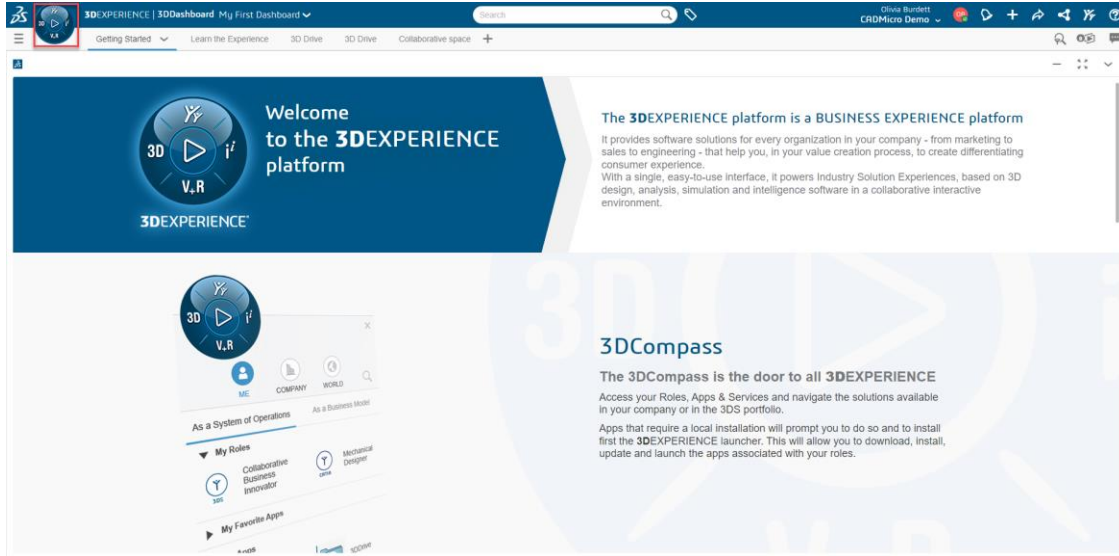 3DEXPERIENCE | 3DDashboard My First Dashboard
Search
Olivia Burdett
CADMicro Demo
3D
V+R
Getting Started
Learn the Experience
3D Drive
3D Drive
Collaborative space
Welcome
to the 3DEXPERIENCE
platform
3D
i
V+R
3DEXPERIENCE
The 3DEXPERIENCE platform is a BUSINESS EXPERIENCE platform
It provides software solutions for every organization in your company - from marketing to
sales to engineering - that help you, in your value creation process, to create differentiating
consumer experience.
With a single, easy-to-use interface, it powers Industry Solution Experiences, based on 3D
design, analysis, simulation and intelligence software in a collaborative interactive
environment.
3D
i
V+R
ME
COMPANY
WORLD
As a System of Operations
As a Business Model
My Roles
Collaborative
Business
Innovator
3DS
Mechanical
Designer
My Favorite Apps
3DDrive
3DCompass
The 3DCompass is the door to all 3DEXPERIENCE
Access your Roles, Apps & Services and navigate the solutions available
in your company or in the 3DS portfolio.
Apps that require a local installation will prompt you to do so and to install
first the 3DEXPERIENCE launcher. This will allow you to download, install,
update and launch the apps associated with your roles.
3D
V+R